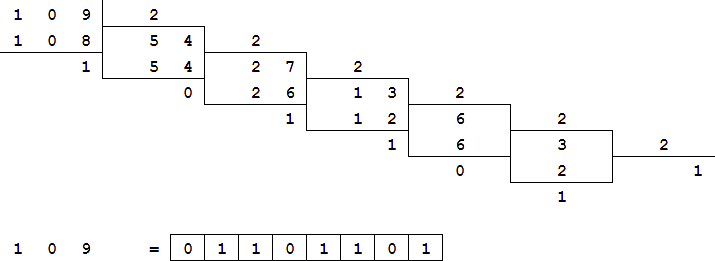 1 0 9 2
1 0 8 5 4 2
1 5 4 2 7 2
0 2 6 1 3 2
1 1 2 6 2
1 6 3 2
0 2 1
1
1 0 9 = 0 1 1 0 1 1 0 1